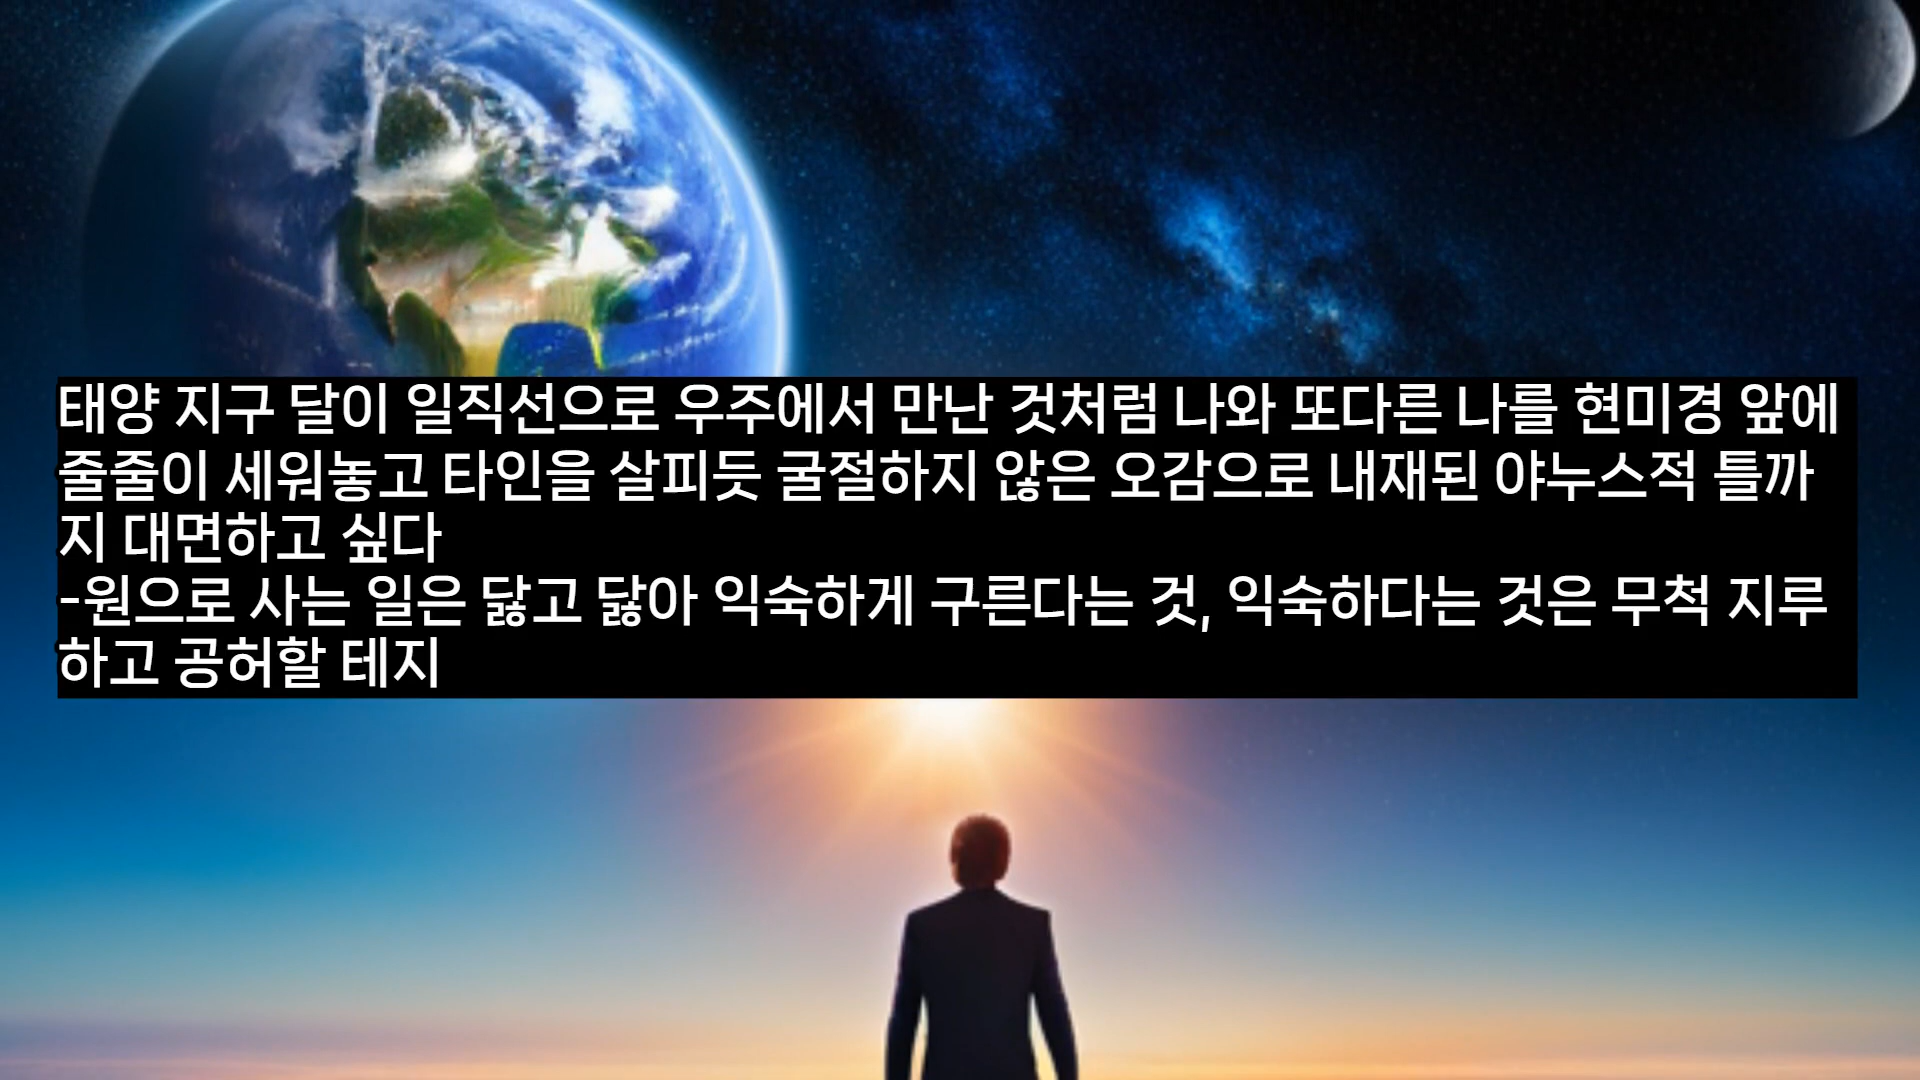 태양 지구 달이 일직선으로 우주에서 만난 것처럼 나와 또다른 나를 현미경 앞에
줄줄이 세워놓고 타인을 살피듯 굴절하지 않은 오감으로 내재된 야누스적 틀까
지 대면하고 싶다
-원으로 사는 일은 닳고 닳아 익숙하게 구른다는 것, 익숙하다는 것은 무척 지루
하고 공허할 테지